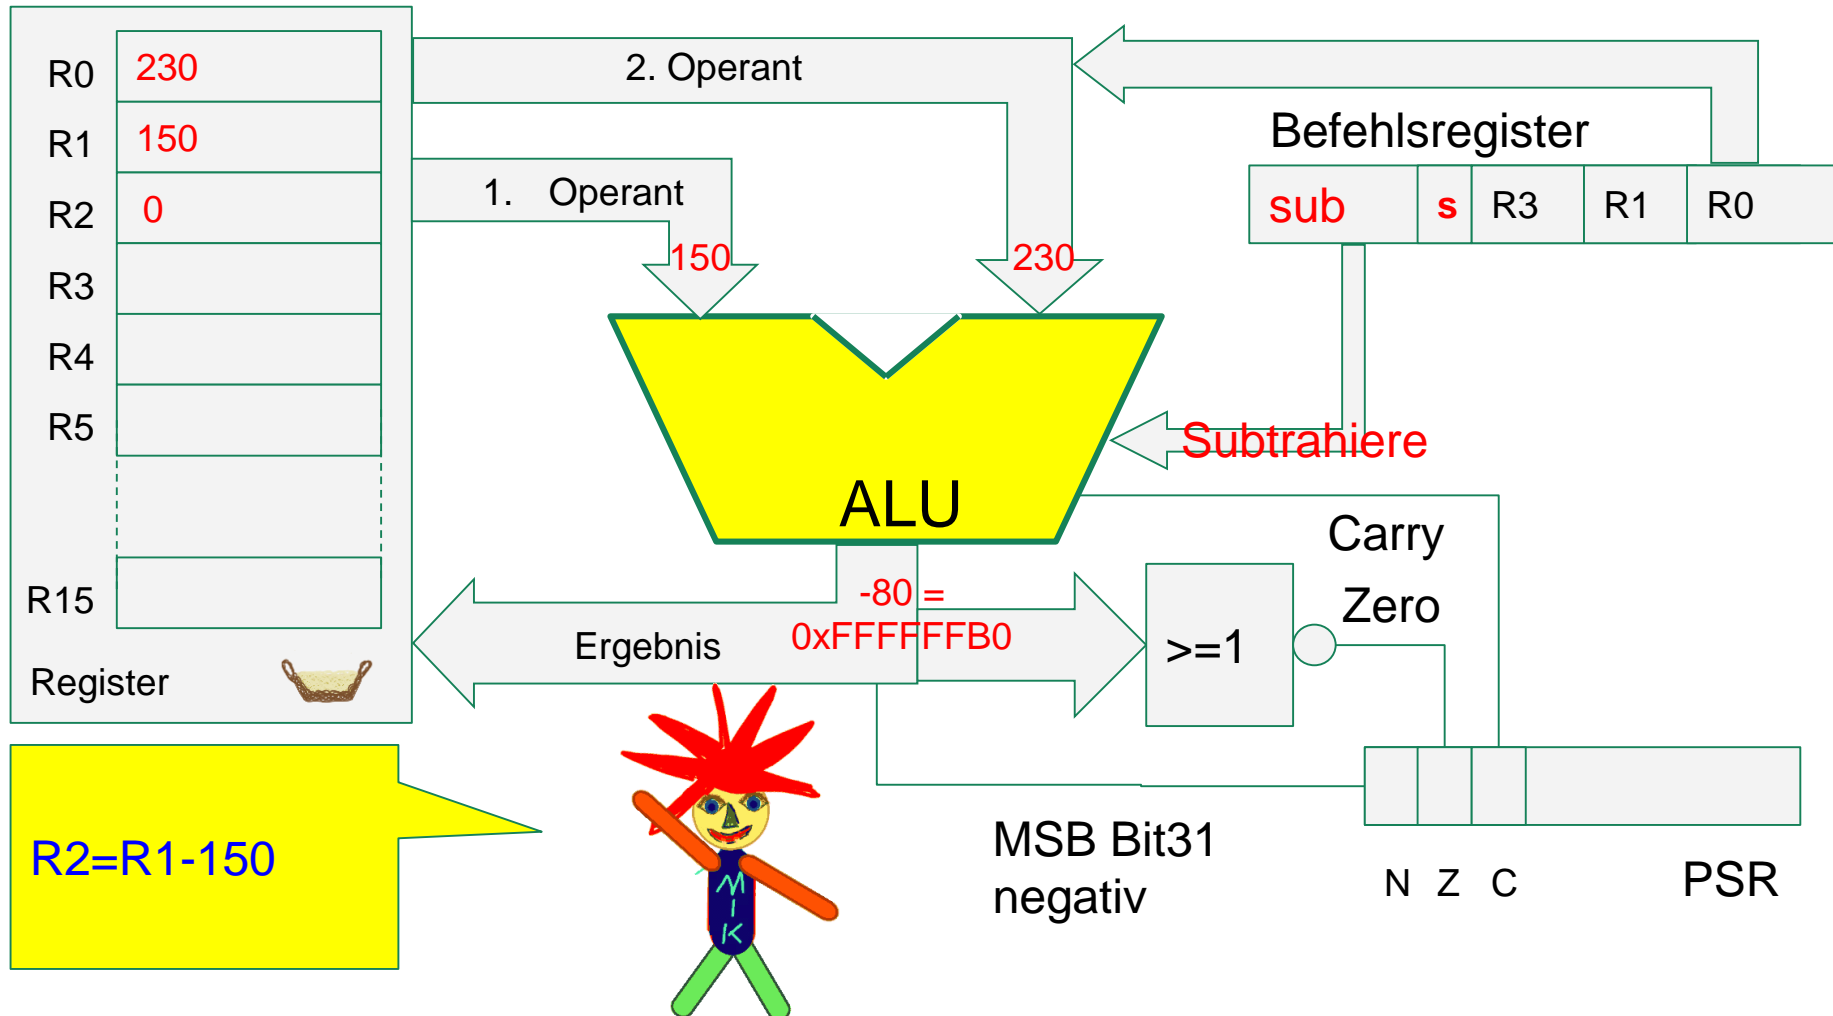 R0 230
R1 150
R2 0
R3
R4
R5
R15
Register
2. Operant
1. Operant
150
230
Befehlsregister
sub s R3 R1 R0
Subtrahiere
ALU
Carry
Zero
-80 =
0xFFFFFFB0
Ergebnis
>=1
R2=R1-150
M
I
K
MSB Bit31
negativ
N Z C
PSR